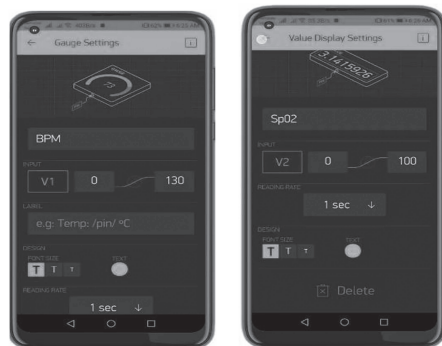 Gauge Settings
73
BPM
INPUT
V1 0 130
LABEL
e.g: Temp: /pin/ ºC
DESIGN
FONT SIZE TEXT
T T T
READING RATE
1 sec ↓
Value Display Settings
3.1415926
Sp02
INPUT
V2 0 100
READING RATE
1 sec ↓
DESIGN
FONT SIZE TEXT
T T T
Delete